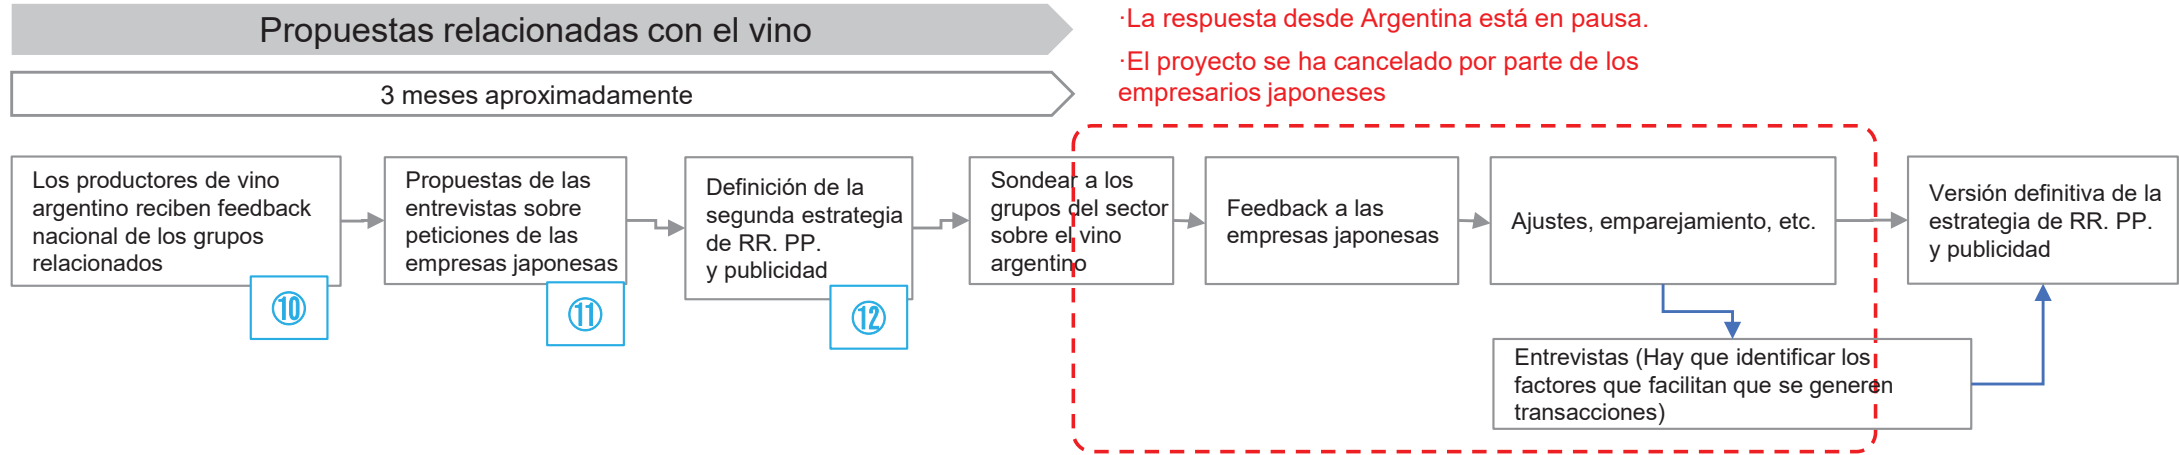 Propuestas relacionadas con el vino
3 meses aproximadamente
·La respuesta desde Argentina está en pausa.
·El proyecto se ha cancelado por parte de los
empresarios japoneses
Los productores de vino
argentino reciben feedback
nacional de los grupos
relacionados
⑩
Propuestas de las
entrevistas sobre
peticiones de las
empresas japonesas
⑪
Definición de la
segunda estrategia
de RR. PP.
y publicidad
⑫
Sondear a los
grupos del sector
sobre el vino
argentino
Feedback a las
empresas japonesas
Ajustes, emparejamiento, etc.
Versión definitiva de la
estrategia de RR. PP.
y publicidad
Entrevistas (Hay que identificar los
factores que facilitan que se generen
transacciones)